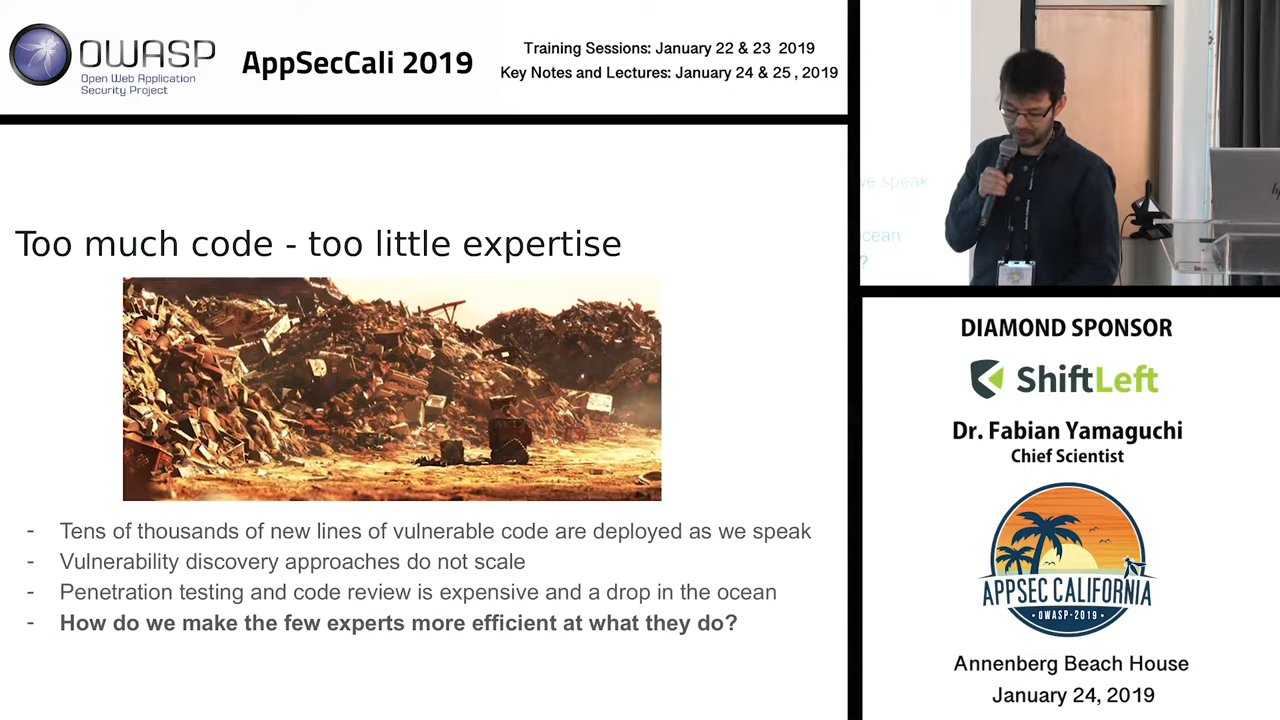 OWASP
Open Web Application
Security Project
AppSecCali 2019
Training Sessions: January 22 & 23 2019
Key Notes and Lectures: January 24 & 25 , 2019
Too much code - too little expertise
- Tens of thousands of new lines of vulnerable code are deployed as we speak
- Vulnerability discovery approaches do not scale
- Penetration testing and code review is expensive and a drop in the ocean
- How do we make the few experts more efficient at what they do?
we speak
ocean
?
hp
DIAMOND SPONSOR
ShiftLeft
Dr. Fabian Yamaguchi
Chief Scientist
APPSEC CALIFORNIA
· OWASP-2019 ·
Annenberg Beach House
January 24, 2019